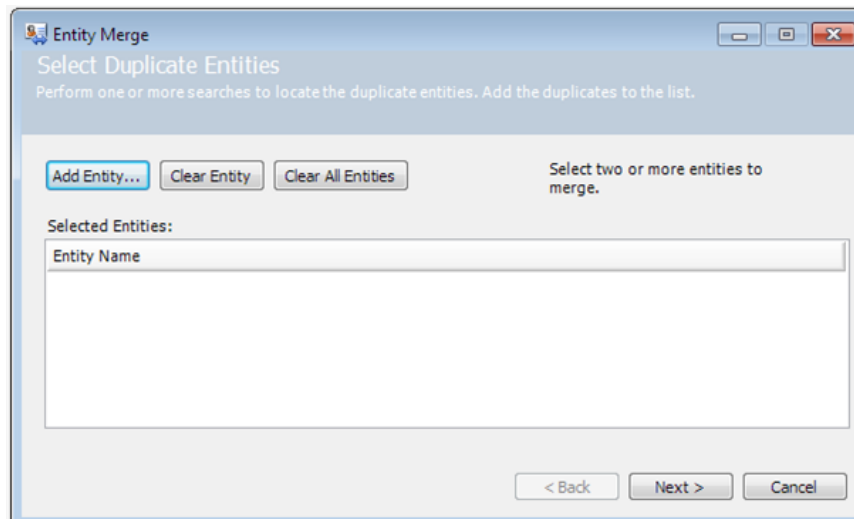 Entity Merge
Select Duplicate Entities
Perform one or more searches to locate the duplicate entities. Add the duplicates to the list.
Add Entity... Clear Entity Clear All Entities
Select two or more entities to
merge.
Selected Entities:
Entity Name
< Back Next > Cancel